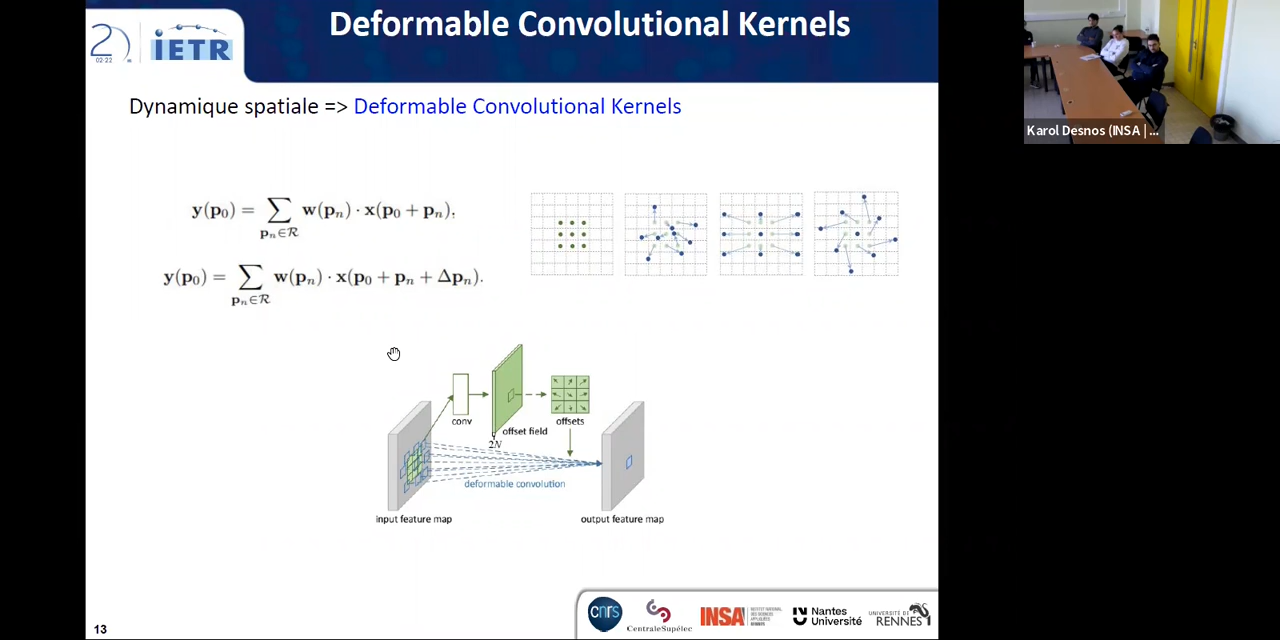 Deformable Convolutional Kernels
20
02·22
iETR
Dynamique spatiale => Deformable Convolutional Kernels
y(p₀) = ∑ w(pₙ) · x(p₀ + pₙ),
pₙ∈R
y(p₀) = ∑ w(pₙ) · x(p₀ + pₙ + Δpₙ).
pₙ∈R
conv
offset field
offsets
2N
deformable convolution
input feature map
output feature map
13
cnrs
CentraleSupélec
INSA
Nantes
Université
UNIVERSITÉ DE
RENNES
Karol Desnos (INSA | ...